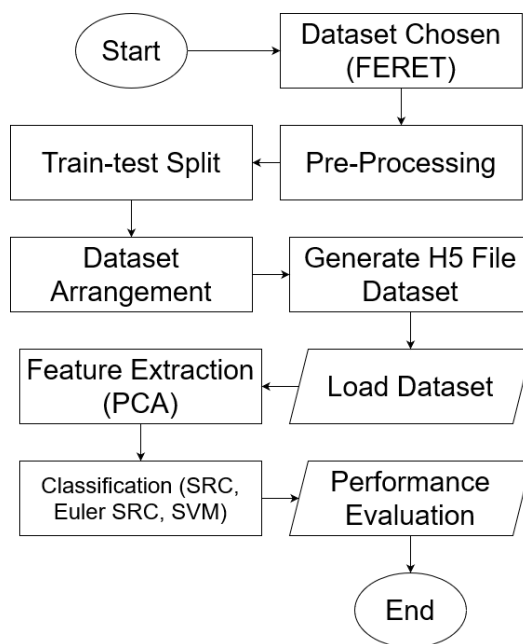 Start
Dataset Chosen
(FERET)
Pre-Processing
Train-test Split
Dataset
Arrangement
Generate H5 File
Dataset
Load Dataset
Feature Extraction
(PCA)
Classification (SRC,
Euler SRC, SVM)
Performance
Evaluation
End